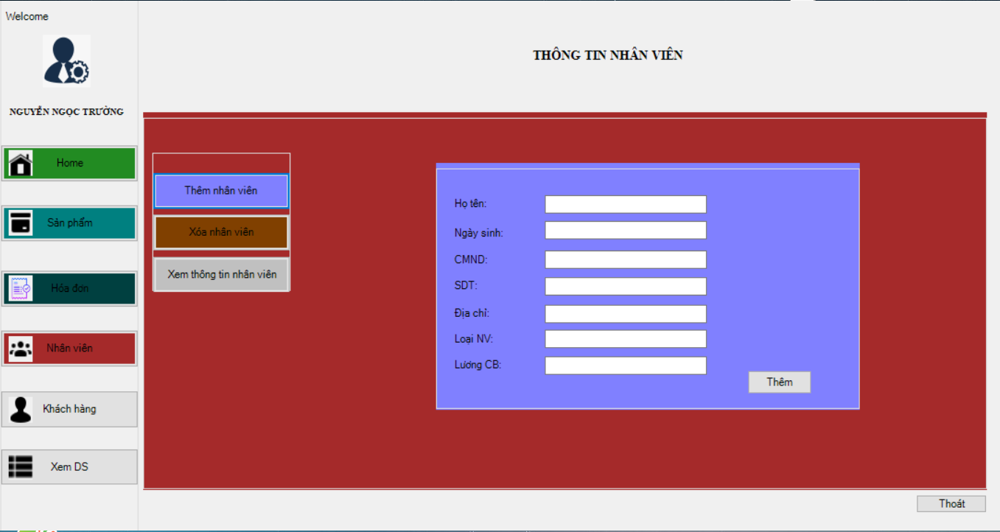 Welcome
NGUYỄN NGỌC TRƯỜNG
Home
Sản phẩm
Hóa đơn
Nhân viên
Khách hàng
Xem DS
THÔNG TIN NHÂN VIÊN
Thêm nhân viên
Xóa nhân viên
Xem thông tin nhân viên
Họ tên:
Ngày sinh:
CMND:
SDT:
Địa chỉ:
Loại NV:
Lương CB:
Thêm
Thoát